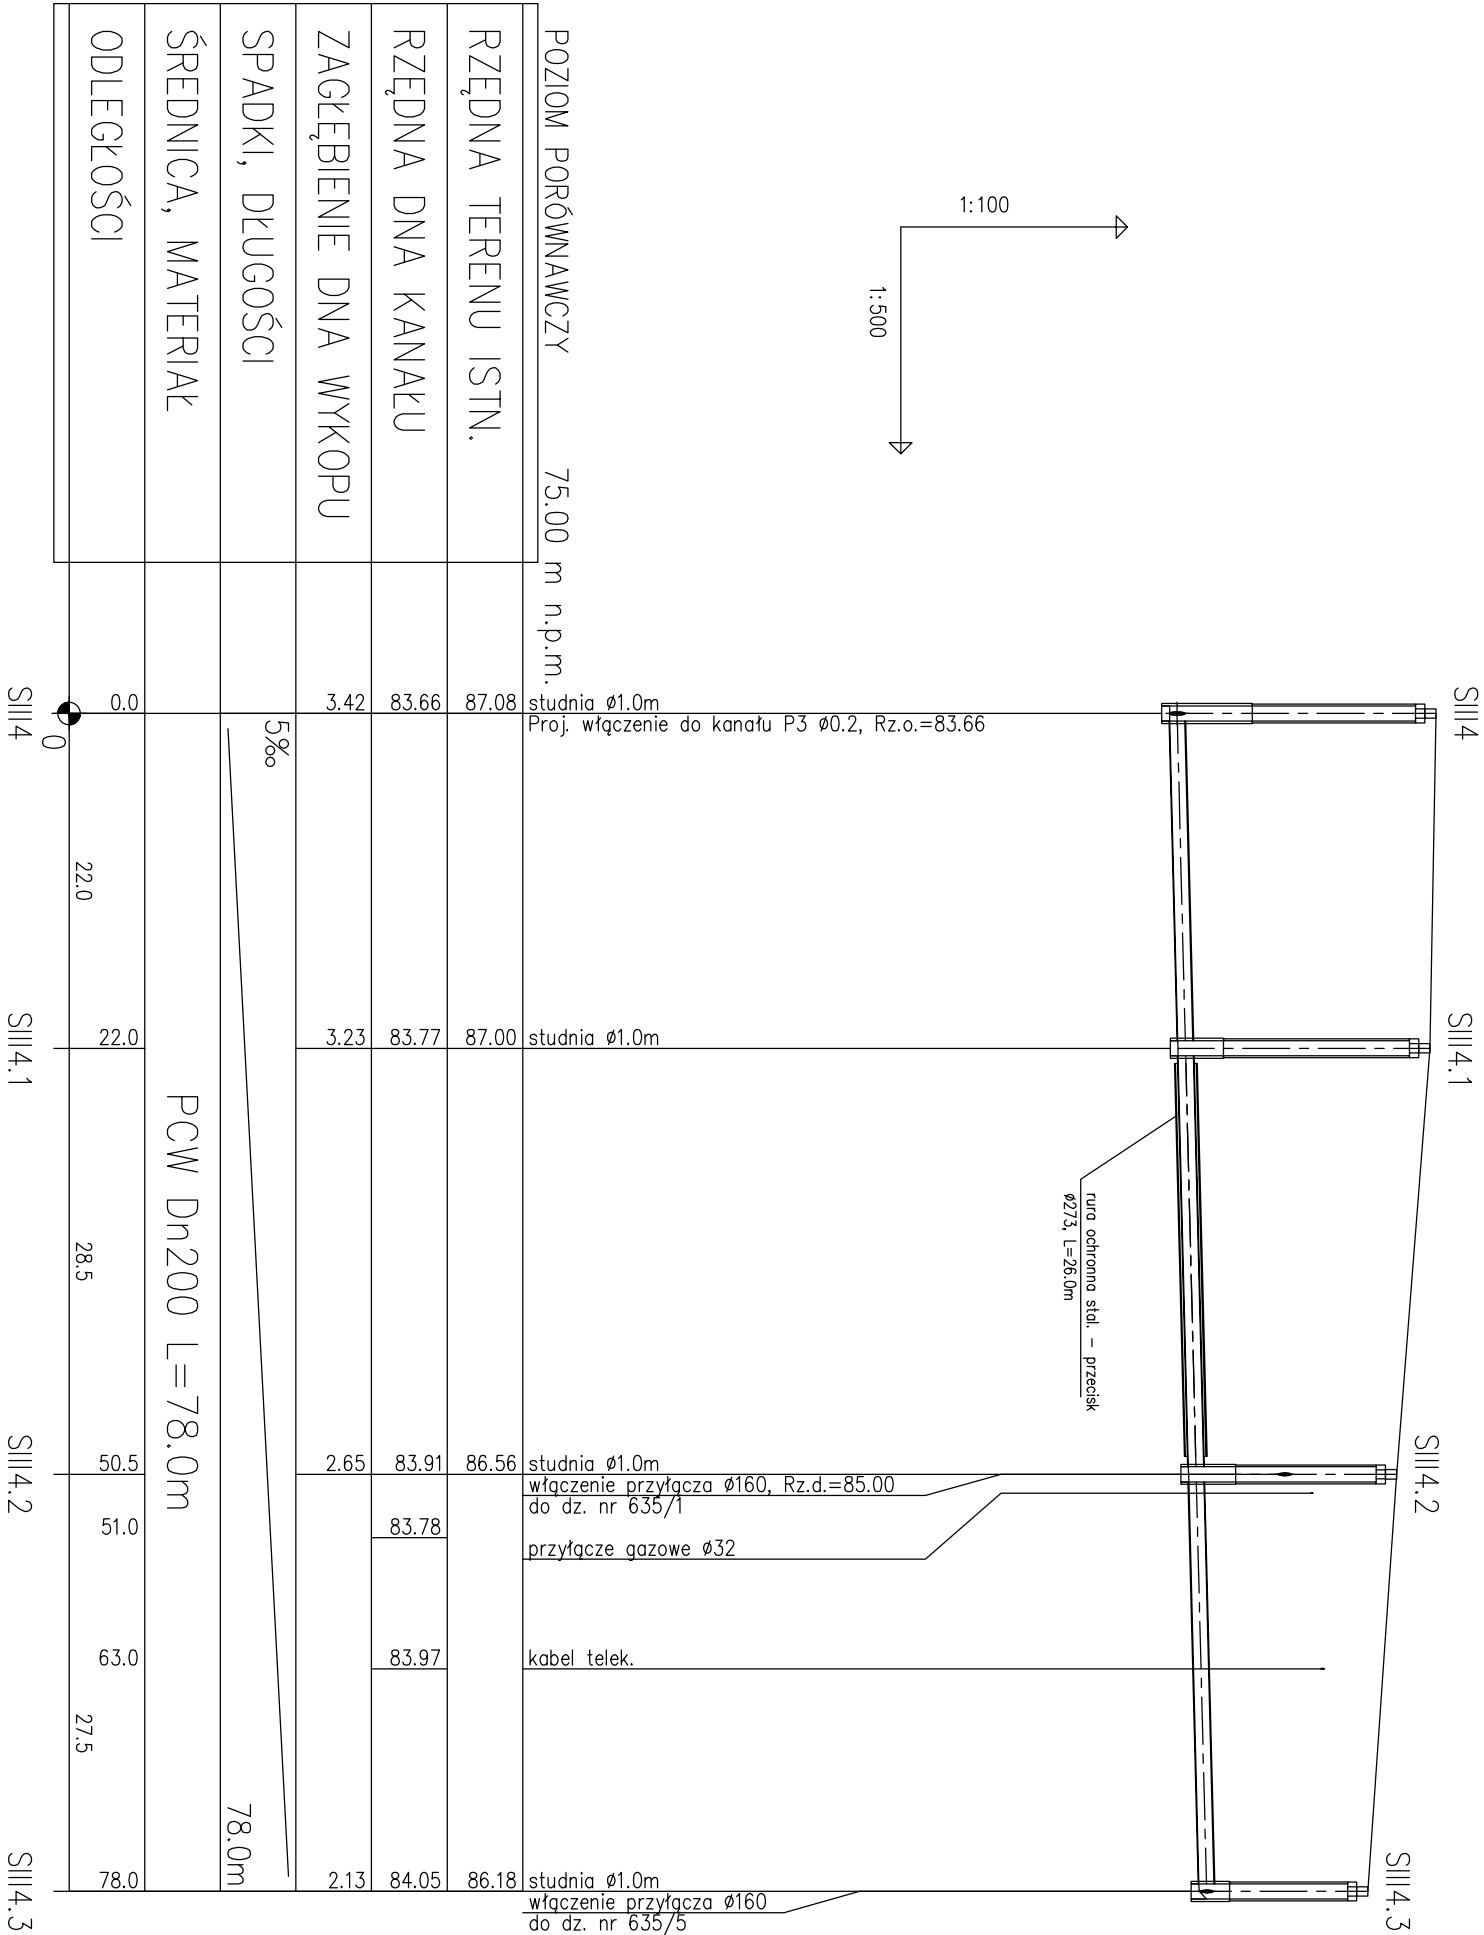 SIII4
SIII4.1
SIII4.2
SIII4.3
1:100
1:500
rura ochronna stal. - przecisk
ø273, L=26.0m
POZIOM PORÓWNAWCZY 75.00 m n.p.m.
studnia ø1.0m
Proj. włączenie do kanału P3 ø0.2, Rz.o.=83.66
studnia ø1.0m
studnia ø1.0m
włączenie przyłącza ø160, Rz.d.=85.00
do dz. nr 635/1
przyłącze gazowe ø32
kabel telek.
studnia ø1.0m
włączenie przyłącza ø160
do dz. nr 635/5
RZĘDNA TERENU ISTN.
87.08
87.00
86.56
86.18
RZĘDNA DNA KANAŁU
83.66
83.77
83.91
83.78
83.97
84.05
ZAGŁĘBIENIE DNA WYKOPU
3.42
3.23
2.65
2.13
SPADKI, DŁUGOŚCI
5‰
78.0m
ŚREDNICA, MATERIAŁ
PCW Dn200 L=78.0m
ODLEGŁOŚCI
0.0
22.0
50.5
51.0
63.0
78.0
22.0
28.5
27.5
0
SIII4
SIII4.1
SIII4.2
SIII4.3